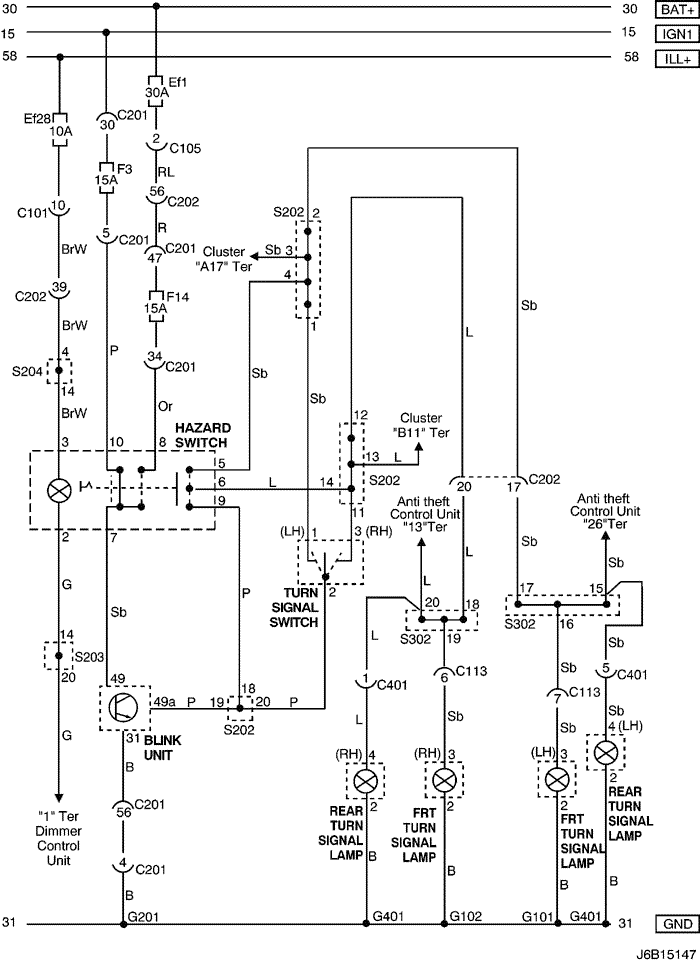 30 30 BAT+
15 15 IGN1
58 58 ILL+
Ef1
30A
Ef28
10A
C201
30
2
C105
F3
15A
RL
56
C202
10
C101
5
C201
R
C201
47
S202 2
Cluster
"A17" Ter
Sb 3
4
1
BrW
39
C202
F14
15A
Sb
BrW
P
34
C201
L
4
S204
14
Sb
Sb
BrW
Or
12
Cluster
"B11" Ter
3
10
8
HAZARD
SWITCH
13
L
5
6
L
14
S202
9
11
20
17
C202
Anti theft
Control Unit
"13"Ter
Anti theft
Control Unit
"26"Ter
2
7
(LH) 1
3 (RH)
L
Sb
Sb
G
Sb
P
2
TURN
SIGNAL
SWITCH
L
20
18
17
15
S302
19
S302
16
14
S203
20
L
Sb
49
1
C401
6
C113
Sb
5
C401
7
C113
18
49a P 19
20 P
S202
L
Sb
Sb
Sb
4 (LH)
31
BLINK
UNIT
G
B
(RH) 4
(RH) 3
(LH) 3
2
2
2
2
REAR
TURN
SIGNAL
LAMP
FRT
TURN
SIGNAL
LAMP
FRT
TURN
SIGNAL
LAMP
REAR
TURN
SIGNAL
LAMP
"1" Ter
Dimmer
Control
Unit
C201
56
4
C201
B
B
B
B
B
31 G201 G401 G102 G101 G401 31 GND
J6B15147